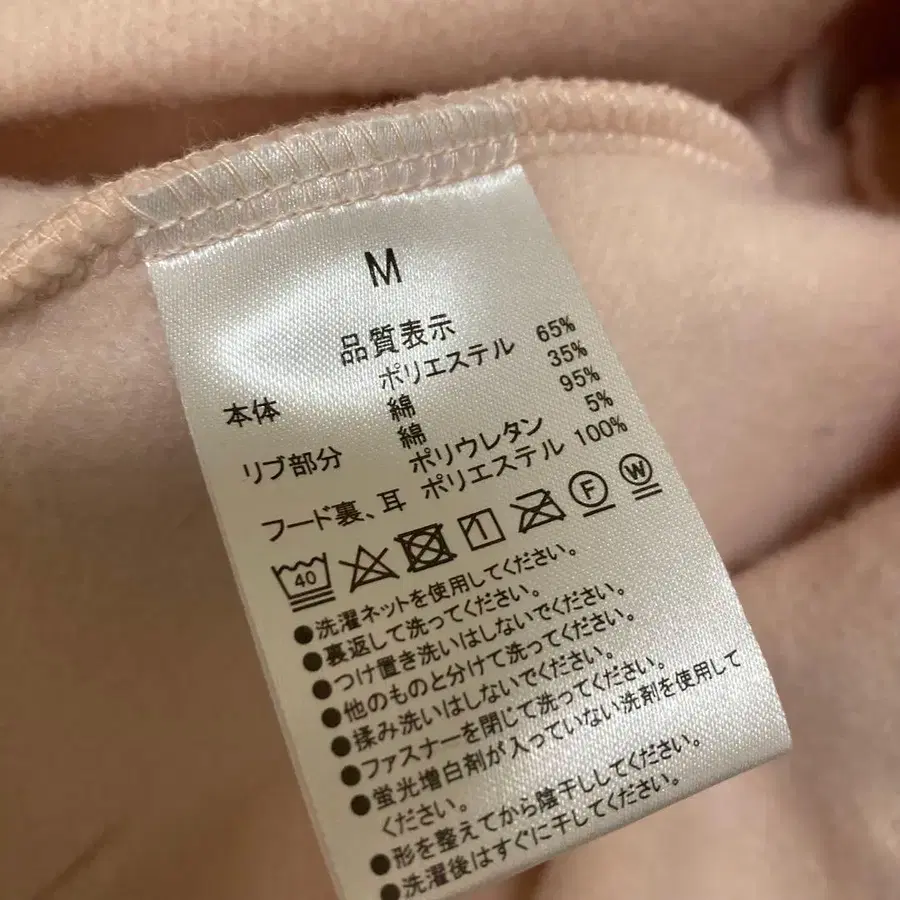 M
品質表示
本体 ポリエステル 65%
綿 35%
リブ部分 綿 95%
ポリウレタン 5%
フード裏、耳 ポリエステル 100%
40 F W
●洗濯ネットを使用してください。
●裏返して洗ってください。
●つけ置き洗いはしないでください。
●他のものと分けて洗ってください。
●揉み洗いはしないでください。
●ファスナーを閉じて洗ってください。
●蛍光増白剤が入っていない洗剤を使用して
ください。
●形を整えてから陰干ししてください。
●洗濯後はすぐに干してください。